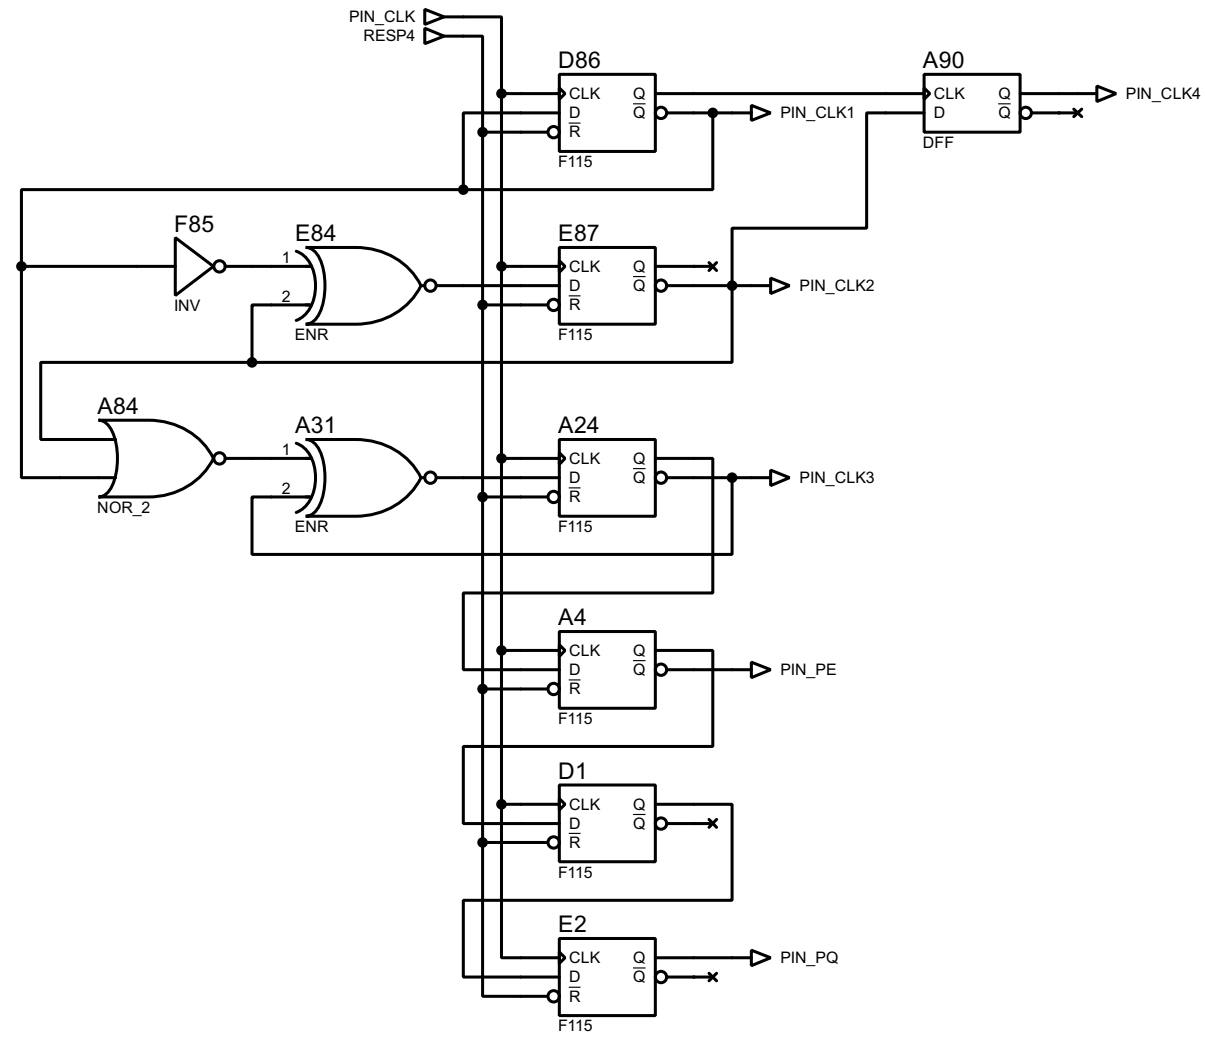 PIN_CLK
RESP4
D86
A90
CLK Q
D Q
R
F115
PIN_CLK1
CLK Q
D Q
DFF
PIN_CLK4
F85
INV
E84
1
2
ENR
E87
CLK Q
D Q
R
F115
PIN_CLK2
A84
NOR_2
A31
1
2
ENR
A24
CLK Q
D Q
R
F115
PIN_CLK3
A4
CLK Q
D Q
R
F115
PIN_PE
D1
CLK Q
D Q
R
F115
E2
CLK Q
D Q
R
F115
PIN_PQ